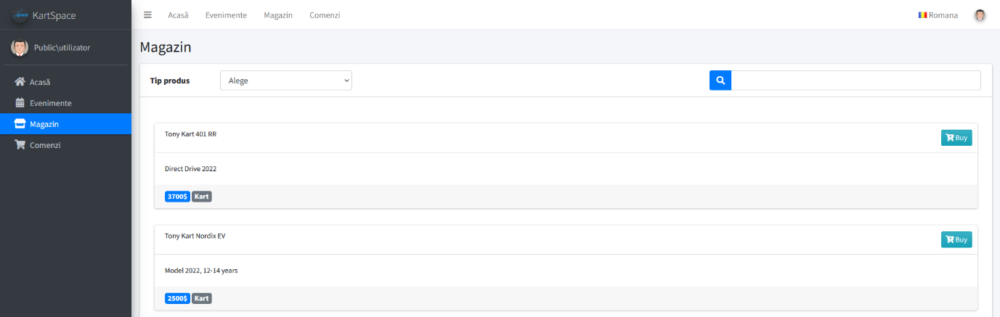 KartSpace
Acasă Evenimente Magazin Comenzi
Romana
Public\utilizator
Acasă
Evenimente
Magazin
Comenzi
Magazin
Tip produs Alege
Tony Kart 401 RR
Buy
Direct Drive 2022
3700$ Kart
Tony Kart Nordix EV
Buy
Model 2022, 12-14 years
2500$ Kart